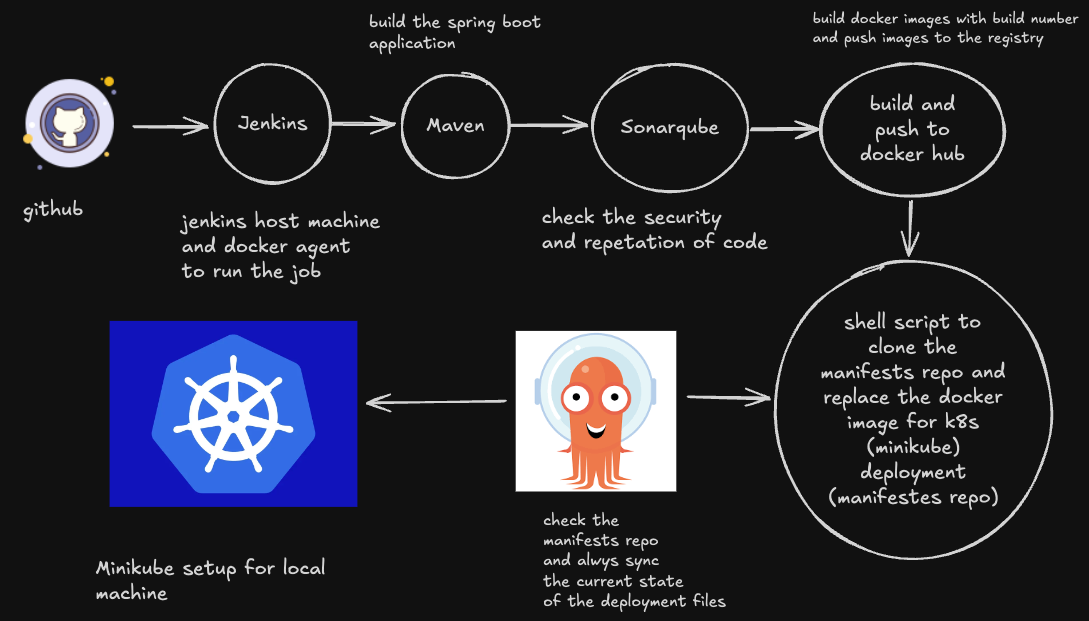 build the spring boot
application
build docker images with build number
and push images to the registry
Jenkins
Maven
Sonarqube
build and
push to
docker hub
github
jenkins host machine
and docker agent
to run the job
check the security
and repetation of code
shell script to
clone the
manifests repo and
replace the docker
image for k8s
(minikube)
deployment
(manifestes repo)
check the
manifests repo
and alwys sync
the current state
of the deployment files
Minikube setup for local
machine